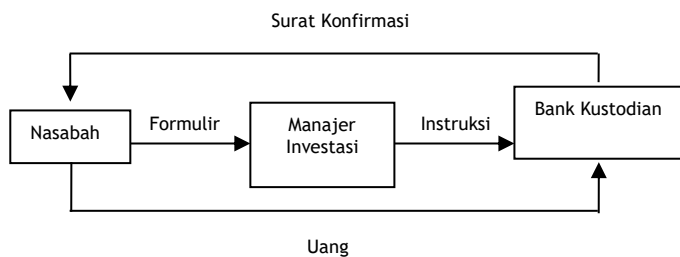 Surat Konfirmasi
Nasabah
Formulir
Manajer
Investasi
Instruksi
Bank Kustodian
Uang